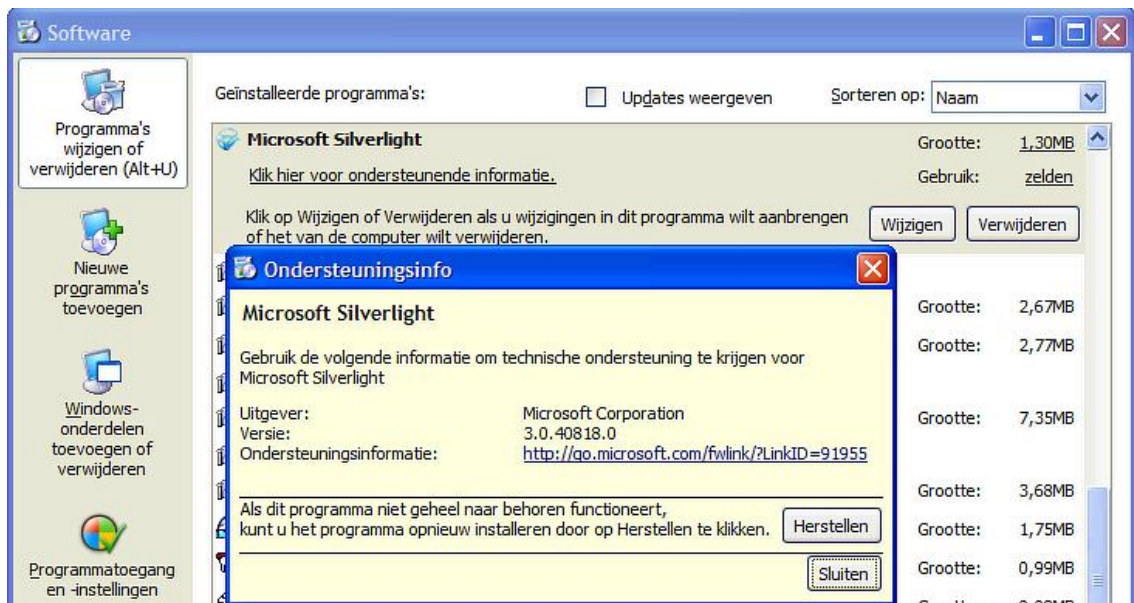 Software
Programma's
wijzigen of
verwijderen (Alt+U)
Nieuwe
programma's
toevoegen
Windows-
onderdelen
toevoegen of
verwijderen
Programmatoegang
en -instellingen
Geïnstalleerde programma's:
Updates weergeven
Sorteren op: Naam
Microsoft Silverlight
Grootte: 1,30MB
Klik hier voor ondersteunende informatie.
Gebruik: zelden
Klik op Wijzigen of Verwijderen als u wijzigingen in dit programma wilt aanbrengen
of het van de computer wilt verwijderen.
Wijzigen Verwijderen
Ondersteuningsinfo
Microsoft Silverlight
Gebruik de volgende informatie om technische ondersteuning te krijgen voor
Microsoft Silverlight
Uitgever: Microsoft Corporation
Versie: 3.0.40818.0
Ondersteuningsinformatie: http://go.microsoft.com/fwlink/?LinkID=91955
Als dit programma niet geheel naar behoren functioneert,
kunt u het programma opnieuw installeren door op Herstellen te klikken.
Herstellen
Sluiten
Grootte: 2,67MB
Grootte: 2,77MB
Grootte: 7,35MB
Grootte: 3,68MB
Grootte: 1,75MB
Grootte: 0,99MB